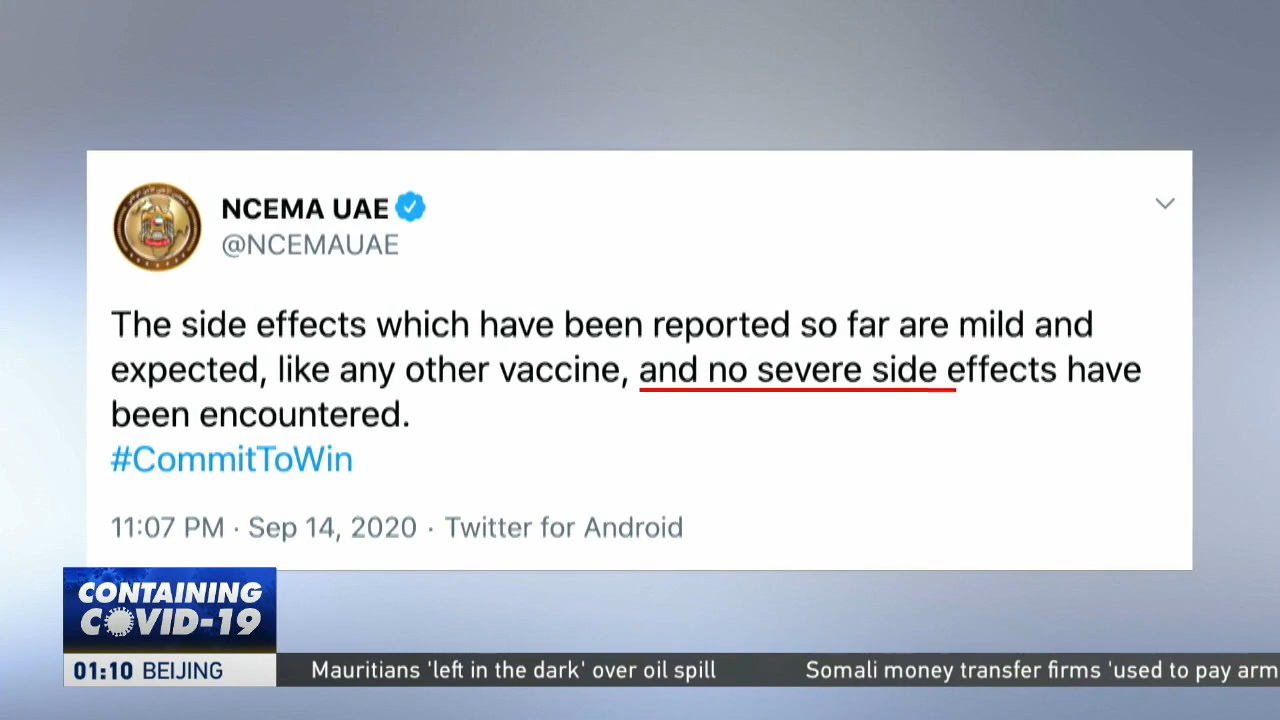 NCEMA UAE
@NCEMAUAE
The side effects which have been reported so far are mild and
expected, like any other vaccine, and no severe side effects have
been encountered.
#CommitToWin
11:07 PM · Sep 14, 2020 · Twitter for Android
CONTAINING
COVID-19
01:10 BEIJING
Mauritians 'left in the dark' over oil spill
Somali money transfer firms 'used to pay arm